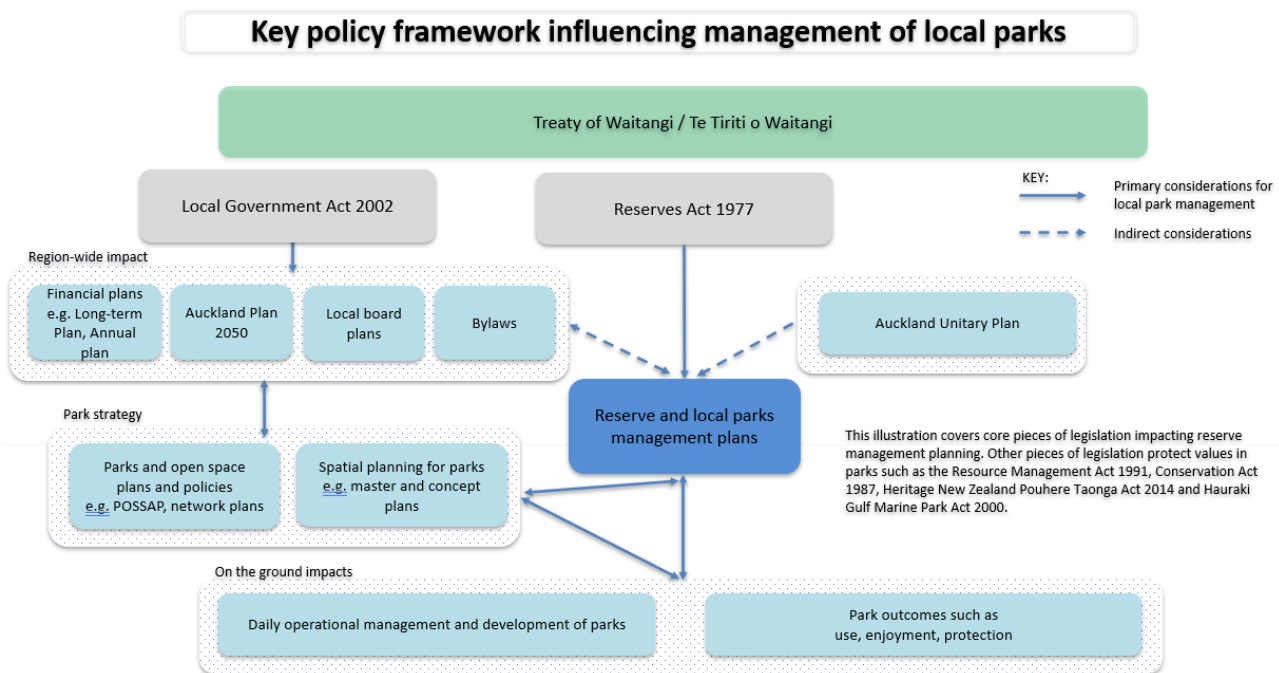 Key policy framework influencing management of local parks
Treaty of Waitangi / Te Tiriti o Waitangi
Local Government Act 2002
Reserves Act 1977
KEY:
Primary considerations for
local park management
Indirect considerations
Region-wide impact
Financial plans
e.g. Long-term
Plan, Annual
plan
Auckland Plan
2050
Local board
plans
Bylaws
Auckland Unitary Plan
Reserve and local parks
management plans
Park strategy
Parks and open space
plans and policies
e.g. POSSAP, network plans
Spatial planning for parks
e.g. master and concept
plans
This illustration covers core pieces of legislation impacting reserve
management planning. Other pieces of legislation protect values in
parks such as the Resource Management Act 1991, Conservation Act
1987, Heritage New Zealand Pouhere Taonga Act 2014 and Hauraki
Gulf Marine Park Act 2000.
On the ground impacts
Daily operational management and development of parks
Park outcomes such as
use, enjoyment, protection